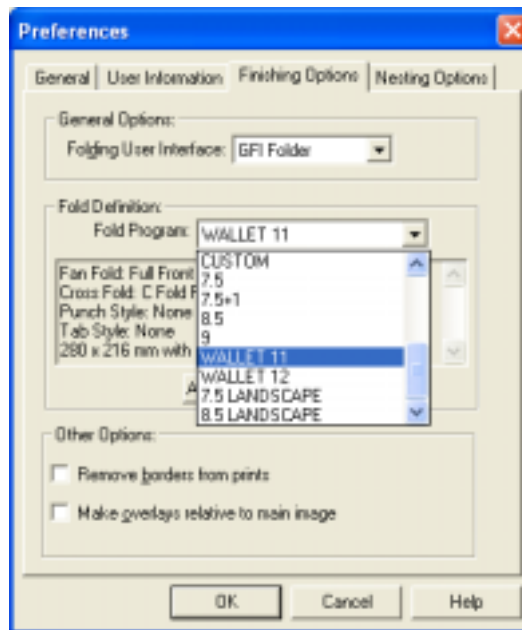 Preferences
General User Information Finishing Options Nesting Options
General Options:
Folding User Interface: GFI Folder
Fold Definition:
Fold Program: WALLET 11
CUSTOM
7.5
7.5+1
8.5
9
WALLET 11
WALLET 12
7.5 LANDSCAPE
8.5 LANDSCAPE
Fan Fold: Full Front
Cross Fold: C Fold
Punch Style: None
Tab Style: None
280 x 216 mm with
Other Options:
Remove borders from prints
Make overlays relative to main image
OK Cancel Help